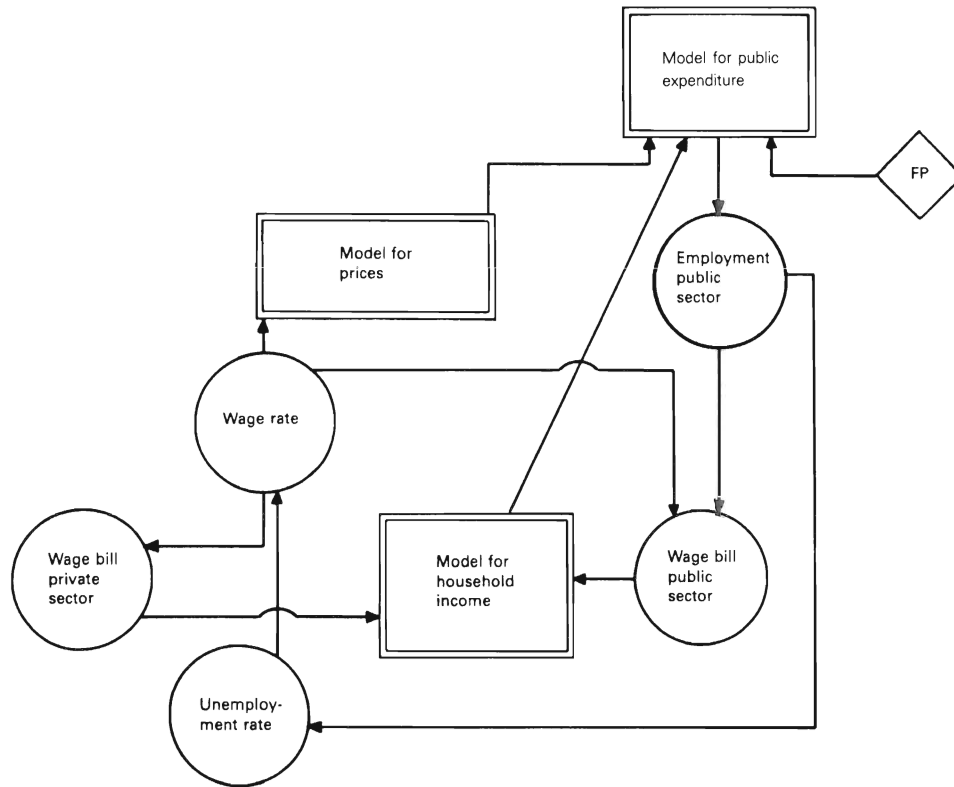 Model for public
expenditure
FP
Model for
prices
Employment
public
sector
Wage rate
Wage bill
private
sector
Model for
household
income
Wage bill
public
sector
Unemploy-
ment rate